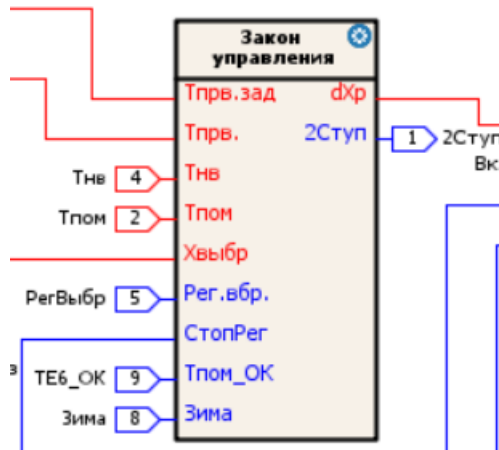 Закон
управления
Тпрв.зад dXp
Тпрв. 2Ступ 1 2Ступ
Тнв 4 Тнв Вк
Тпом 2 Тпом
Хвыбр
РегВыбр 5 Рег.вбр.
СтопРег
з TE6_OK 9 Тпом_ОК
Зима 8 Зима